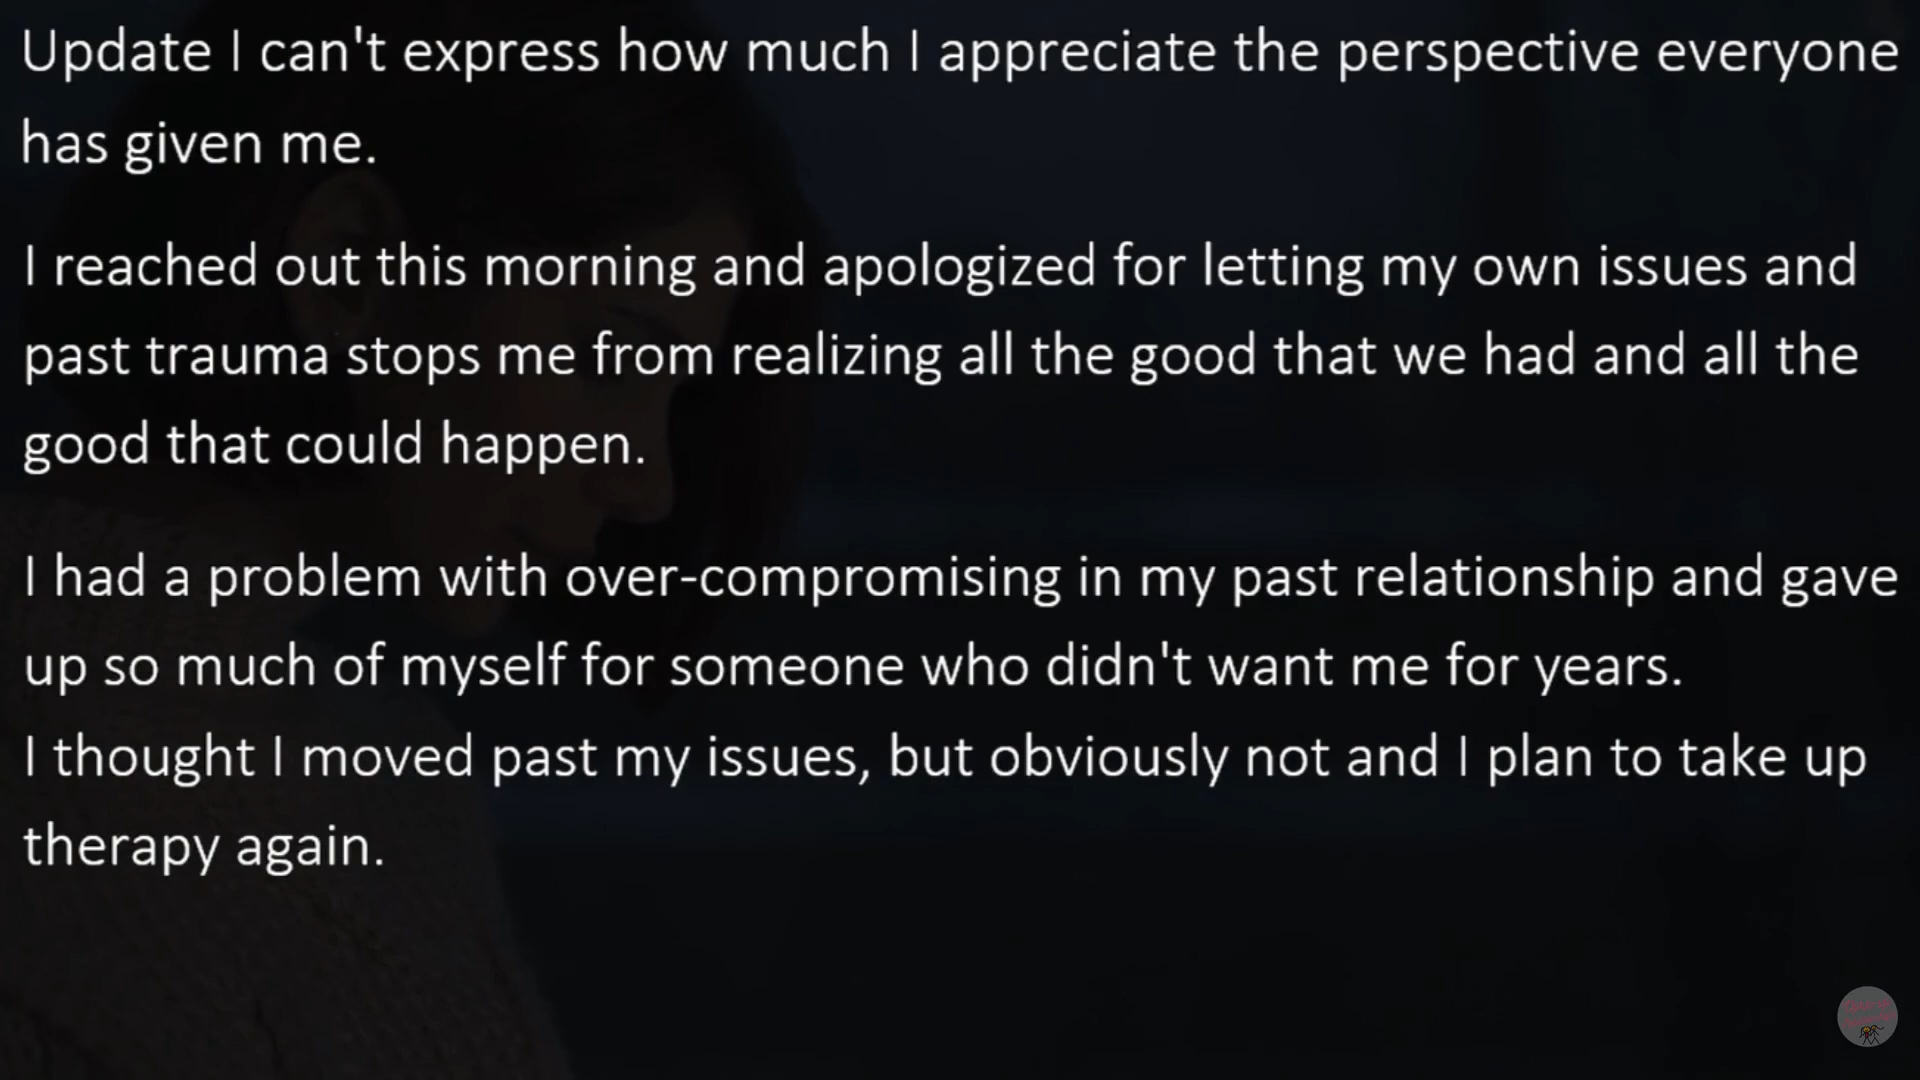 Update I can't express how much I appreciate the perspective everyone
has given me.
I reached out this morning and apologized for letting my own issues and
past trauma stops me from realizing all the good that we had and all the
good that could happen.
I had a problem with over-compromising in my past relationship and gave
up so much of myself for someone who didn't want me for years.
I thought I moved past my issues, but obviously not and I plan to take up
therapy again.